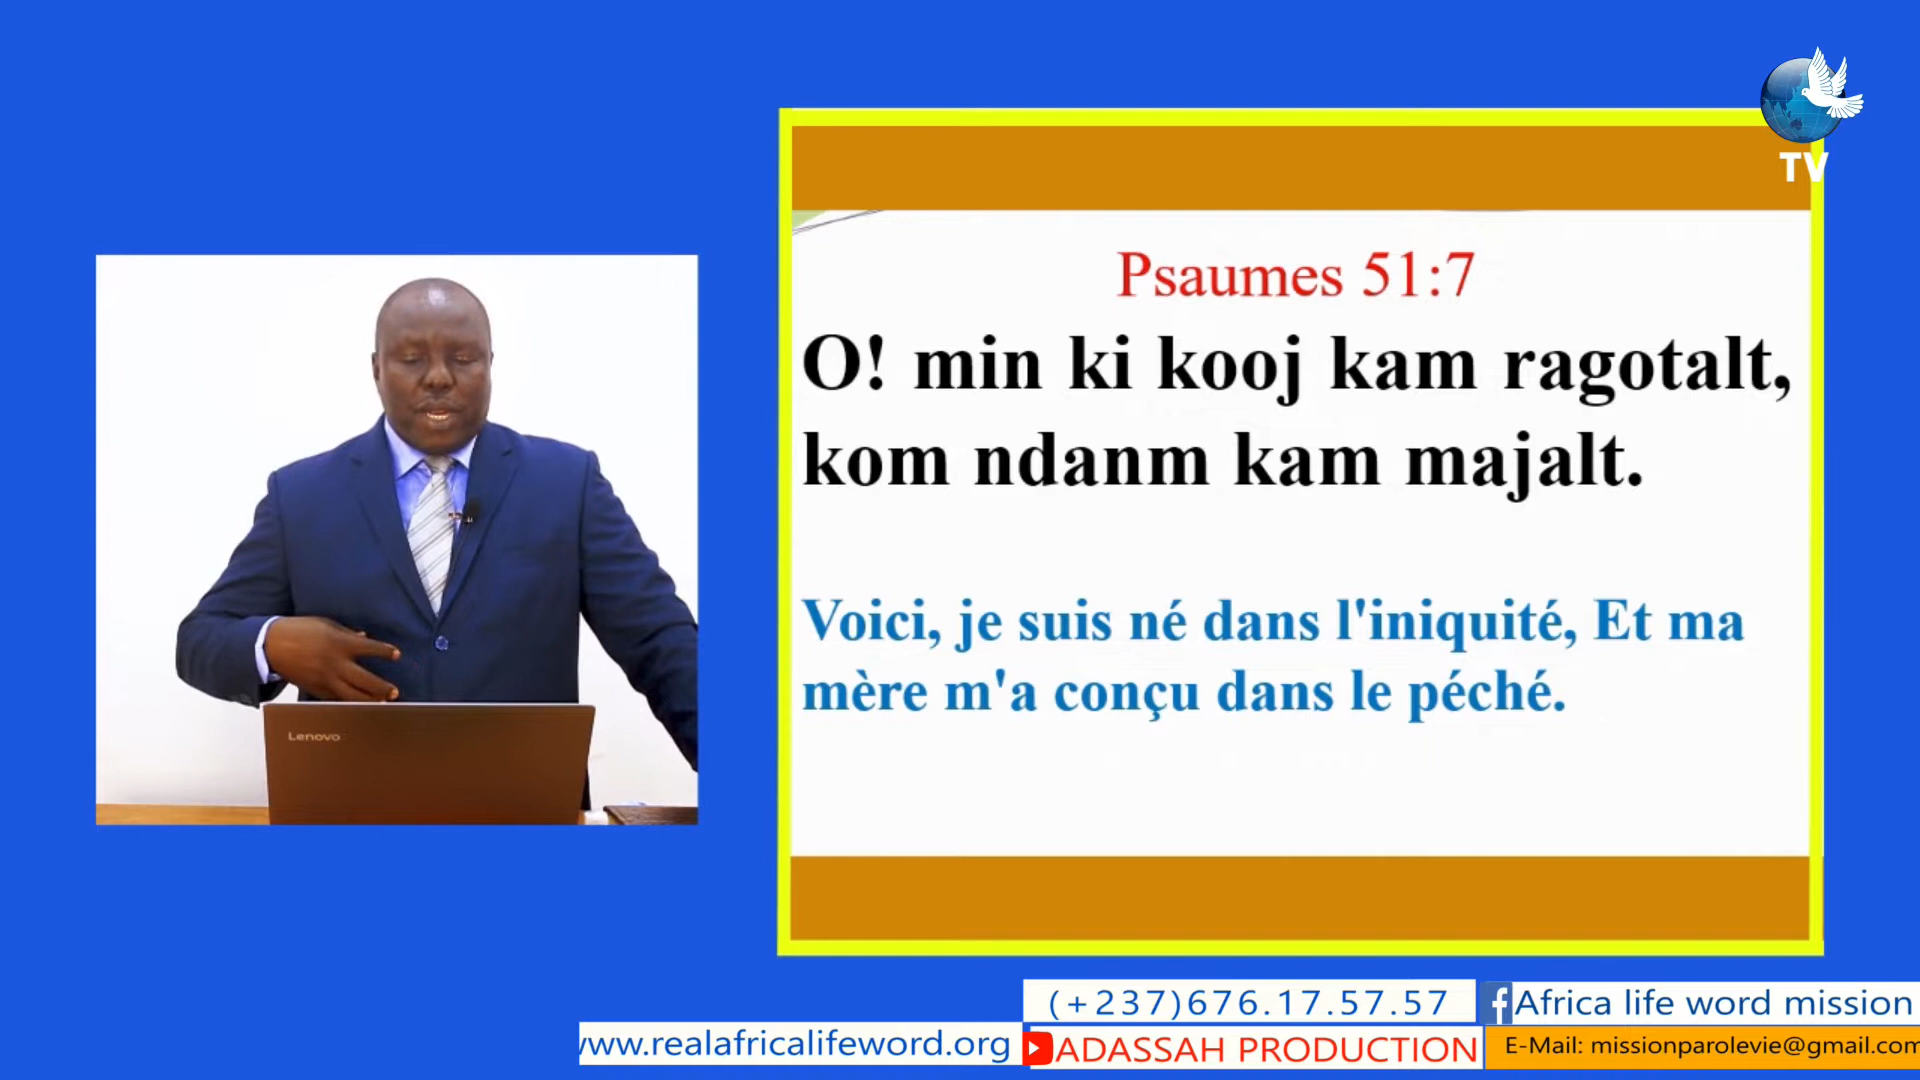 TV
Psaumes 51:7
O! min ki kooj kam ragotalt,
kom ndanm kam majalt.
Voici, je suis né dans l'iniquité, Et ma
mère m'a conçu dans le péché.
Lenovo
(+237)676.17.57.57
Africa life word mission
www.realafricalifeword.org
ADASSAH PRODUCTION
E-Mail: missionparolevie@gmail.com